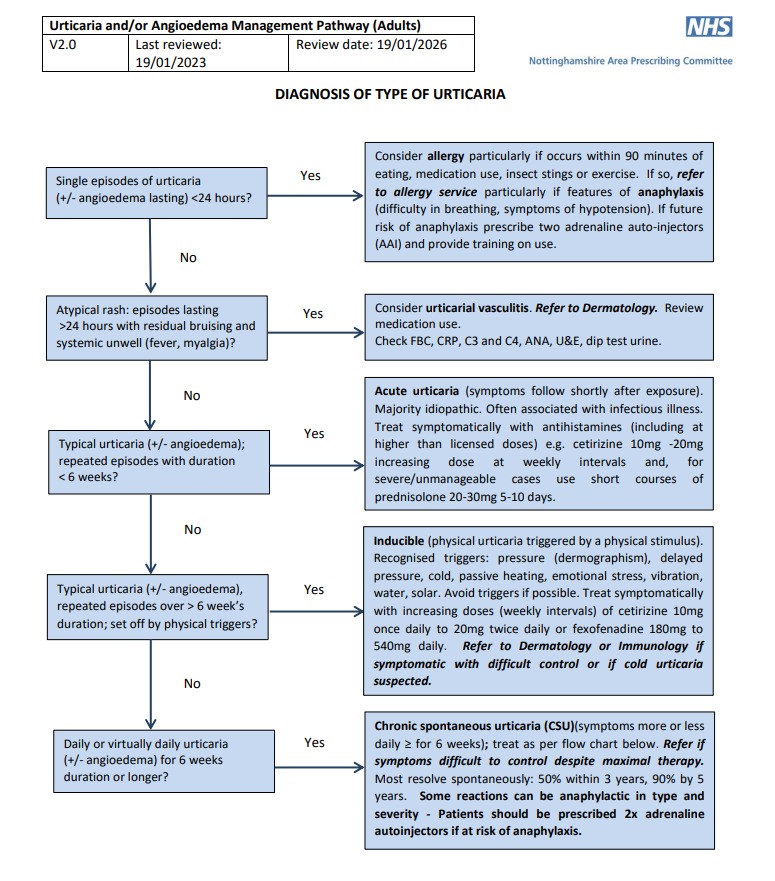 Urticaria and/or Angioedema Management Pathway (Adults)
V2.0
Last reviewed:
19/01/2023
Review date: 19/01/2026
NHS
Nottinghamshire Area Prescribing Committee
DIAGNOSIS OF TYPE OF URTICARIA
Single episodes of urticaria
(+/- angioedema lasting) <24 hours?
Yes
Consider allergy particularly if occurs within 90 minutes of
eating, medication use, insect stings or exercise. If so, refer
to allergy service particularly if features of anaphylaxis
(difficulty in breathing, symptoms of hypotension). If future
risk of anaphylaxis prescribe two adrenaline auto-injectors
(AAI) and provide training on use.
No
Atypical rash: episodes lasting
>24 hours with residual bruising and
systemic unwell (fever, myalgia)?
Yes
Consider urticarial vasculitis. Refer to Dermatology. Review
medication use.
Check FBC, CRP, C3 and C4, ANA, U&E, dip test urine.
No
Typical urticaria (+/- angioedema);
repeated episodes with duration
< 6 weeks?
Yes
Acute urticaria (symptoms follow shortly after exposure).
Majority idiopathic. Often associated with infectious illness.
Treat symptomatically with antihistamines (including at
higher than licensed doses) e.g. cetirizine 10mg -20mg
increasing dose at weekly intervals and, for
severe/unmanageable cases use short courses of
prednisolone 20-30mg 5-10 days.
No
Typical urticaria (+/- angioedema),
repeated episodes over > 6 week's
duration; set off by physical triggers?
Yes
Inducible (physical urticaria triggered by a physical stimulus).
Recognised triggers: pressure (dermographism), delayed
pressure, cold, passive heating, emotional stress, vibration,
water, solar. Avoid triggers if possible. Treat symptomatically
with increasing doses (weekly intervals) of cetirizine 10mg
once daily to 20mg twice daily or fexofenadine 180mg to
540mg daily. Refer to Dermatology or Immunology if
symptomatic with difficult control or if cold urticaria
suspected.
No
Daily or virtually daily urticaria
(+/- angioedema) for 6 weeks
duration or longer?
Yes
Chronic spontaneous urticaria (CSU)(symptoms more or less
daily ≥ for 6 weeks); treat as per flow chart below. Refer if
symptoms difficult to control despite maximal therapy.
Most resolve spontaneously: 50% within 3 years, 90% by 5
years. Some reactions can be anaphylactic in type and
severity - Patients should be prescribed 2x adrenaline
autoinjectors if at risk of anaphylaxis.